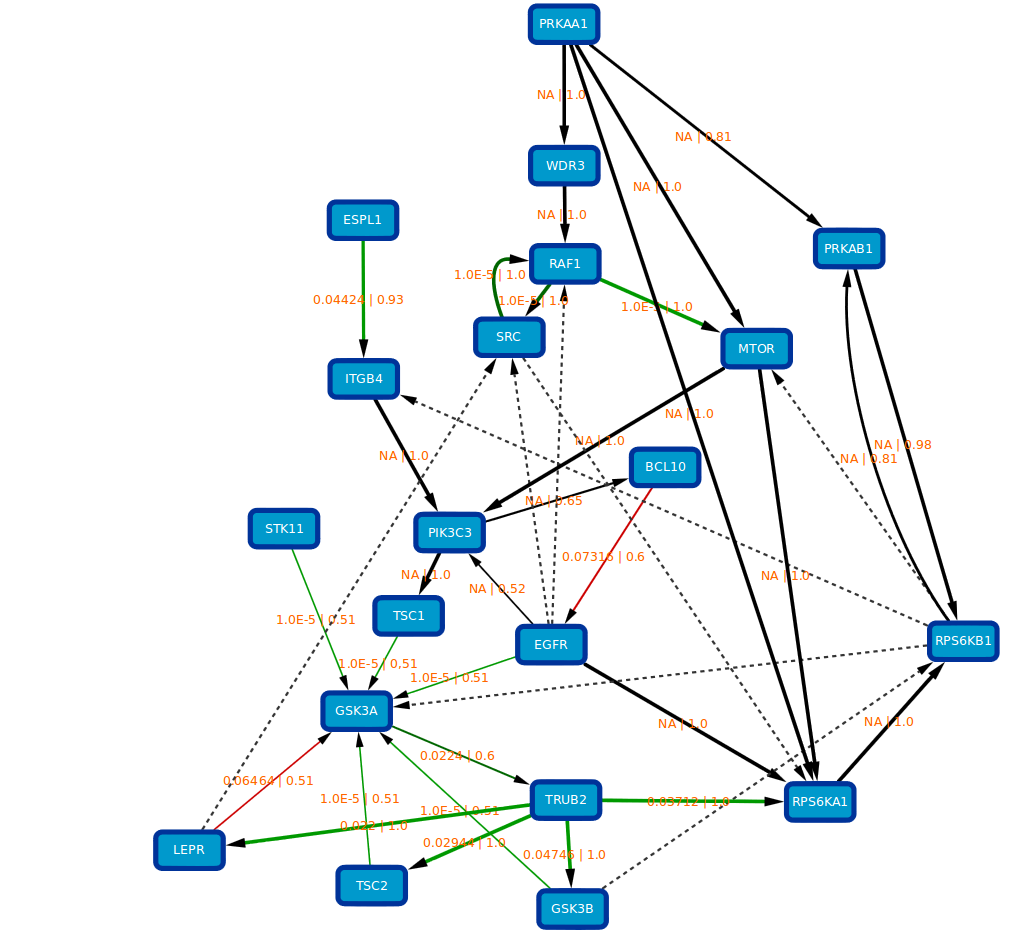 PRKAA1
NA | 1.0
NA | 0.81
WDR3
NA | 1.0
ESPL1
NA | 1.0
PRKAB1
RAF1
1.0E-5 | 1.0
1.0E-5 | 1.0
0.04424 | 0.93
1.0E-5 | 1.0
SRC
MTOR
ITGB4
NA | 1.0
NA | 1.0
NA | 0.98
NA | 1.0
NA | 0.81
BCL10
NA | 0.65
STK11
PIK3C3
0.07316 | 0.6
NA | 1.0
NA | 1.0
NA | 0.52
TSC1
1.0E-5 | 0.51
EGFR
RPS6KB1
1.0E-5 | 0.51
1.0E-5 | 0.51
GSK3A
NA | 1.0
NA | 1.0
0.0224 | 0.6
0.06464 | 0.51
1.0E-5 | 0.51
TRUB2
0.03712 | 1.0
RPS6KA1
1.0E-5 | 0.51
0.022 | 1.0
0.02944 | 1.0
LEPR
0.04746 | 1.0
TSC2
GSK3B